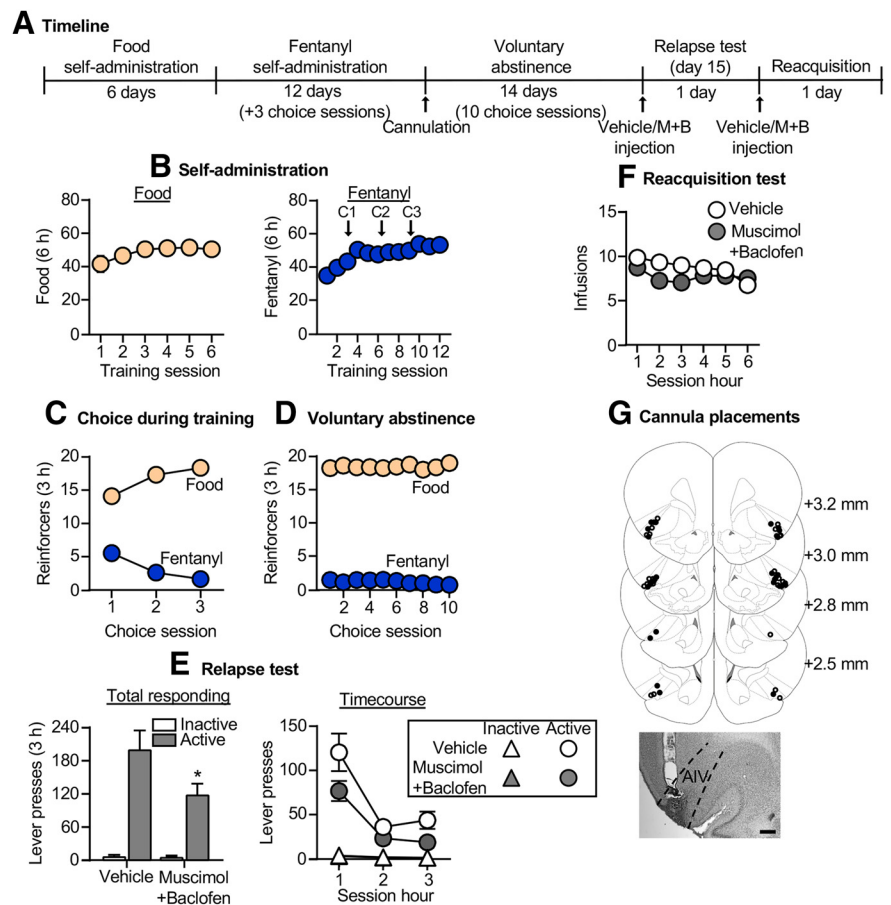 A Timeline
Food
self-administration
6 days
Fentanyl
self-administration
12 days
(+3 choice sessions)
Cannulation
Voluntary
abstinence
14 days
(10 choice sessions)
Relapse test
(day 15)
1 day
Reacquisition
1 day
Vehicle/M+B
injection
Vehicle/M+B
injection
B Self-administration
Food
80
60
40
20
0
Food (6 h)
1 2 3 4 5 6
Training session
Fentanyl
C1 C2 C3
80
60
40
20
0
Fentanyl (6 h)
2 4 6 8 10 12
Training session
F Reacquisition test
Vehicle
Muscimol
+Baclofen
15
10
5
0
Infusions
1 2 3 4 5 6
Session hour
C Choice during training
20
15
10
5
0
Reinforcers (3 h)
Food
Fentanyl
1 2 3
Choice session
D Voluntary abstinence
20
15
10
5
0
Reinforcers (3 h)
Food
Fentanyl
2 4 6 8 10
Choice session
G Cannula placements
+3.2 mm
+3.0 mm
+2.8 mm
+2.5 mm
AIV
E Relapse test
Total responding
Inactive
Active
240
180
120
60
0
Lever presses (3 h)
*
Vehicle
Muscimol
+Baclofen
Timecourse
150
100
50
0
Lever presses
1 2 3
Session hour
Inactive Active
Vehicle
Muscimol
+Baclofen